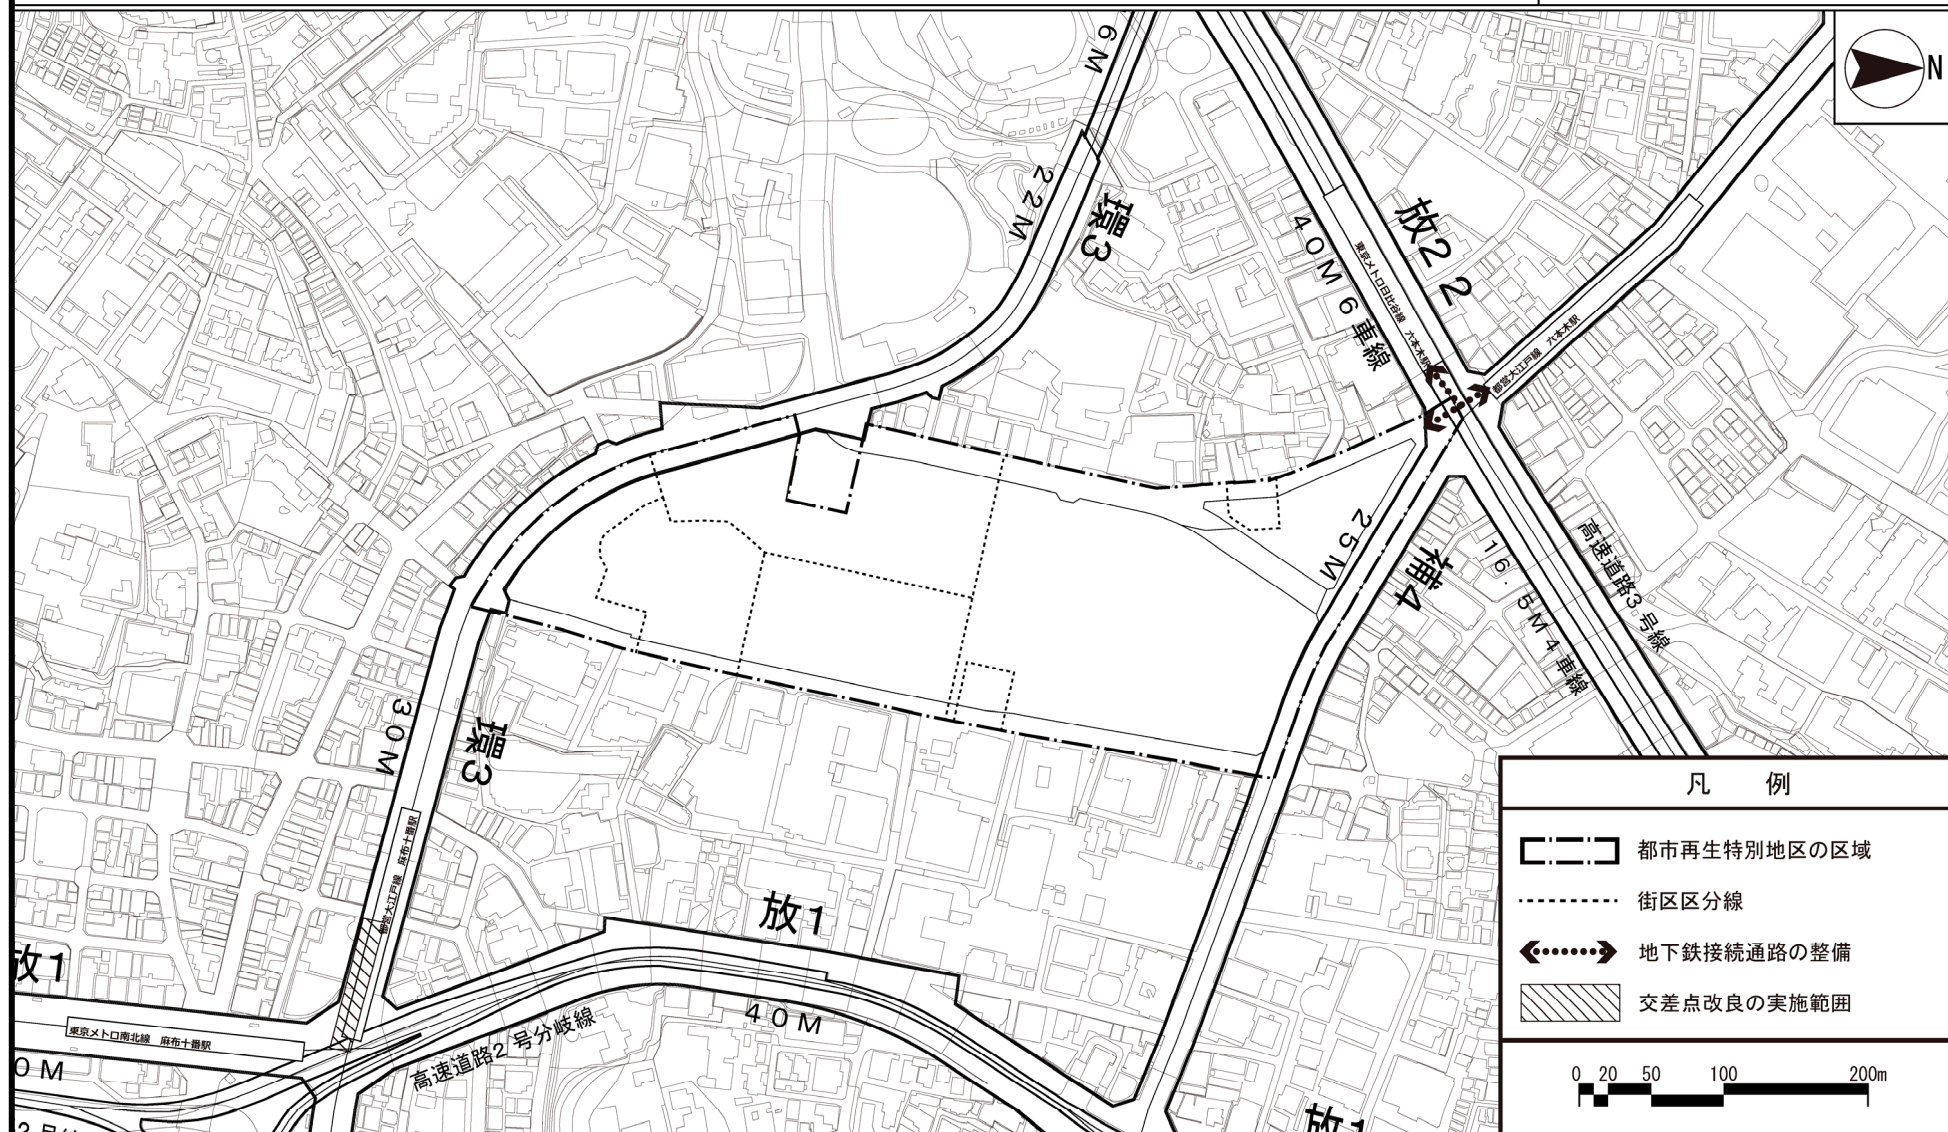 N
6M
22M
環3
放22
40M 6車線
東京メトロ日比谷線 六本木駅
都営大江戸線 六本木駅
25M
補4
16.5M 4車線
高速道路3号線
30M
環3
都営大江戸線 麻布十番駅
放1
放1
東京メトロ南北線 麻布十番駅
0M
高速道路2号分岐線
40M
放1
凡 例
都市再生特別地区の区域
街区区分線
地下鉄接続通路の整備
交差点改良の実施範囲
0 20 50 100 200m